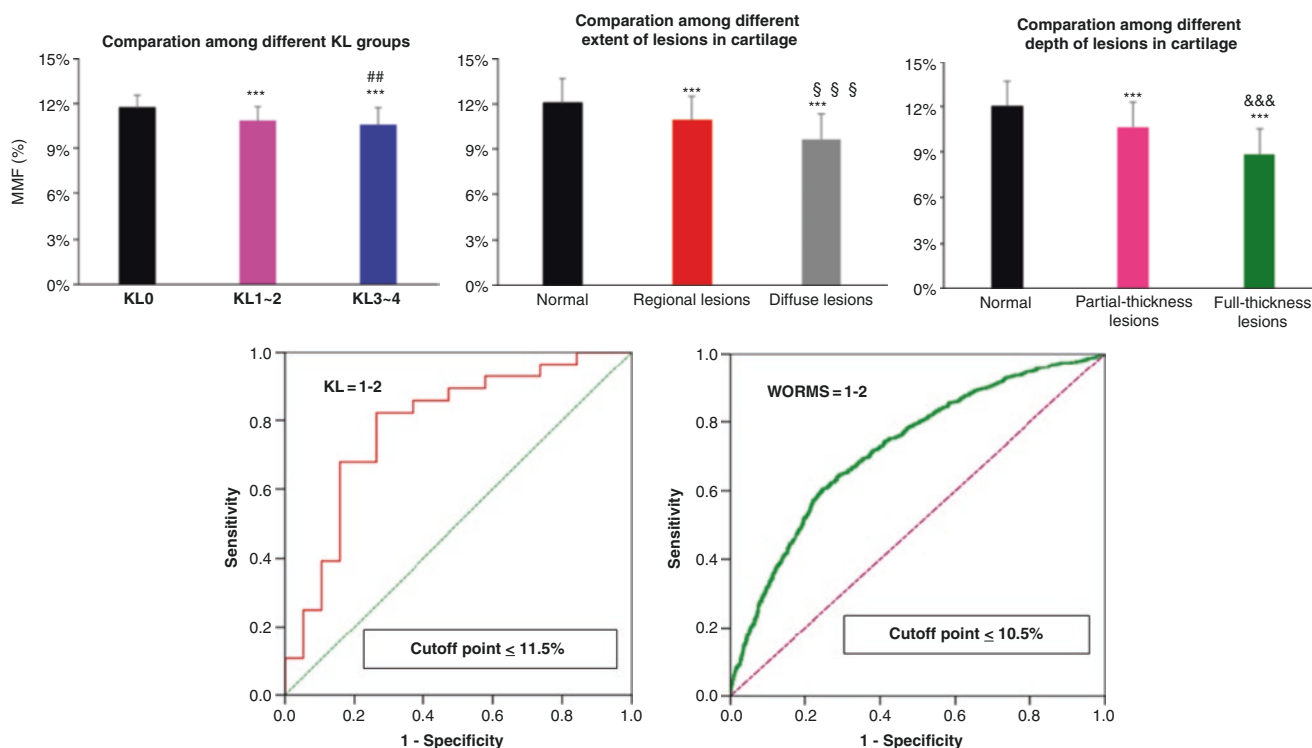 Comparation among different KL groups
MMF (%)
15%
12%
9%
6%
3%
0%
***
##
***
KL0 KL1~2 KL3~4
Comparation among different
extent of lesions in cartilage
15%
12%
9%
6%
3%
0%
***
§ § §
***
Normal Regional lesions Diffuse lesions
Comparation among different
depth of lesions in cartilage
15%
12%
9%
6%
3%
0%
***
&&&
***
Normal Partial-thickness Full-thickness
lesions lesions
KL = 1-2
Sensitivity
1.0
0.8
0.6
0.4
0.2
0.0
Cutoff point ≤ 11.5%
0.0 0.2 0.4 0.6 0.8 1.0
1 - Specificity
WORMS = 1-2
Sensitivity
1.0
0.8
0.6
0.4
0.2
0.0
Cutoff point ≤ 10.5%
0.0 0.2 0.4 0.6 0.8 1.0
1 - Specificity